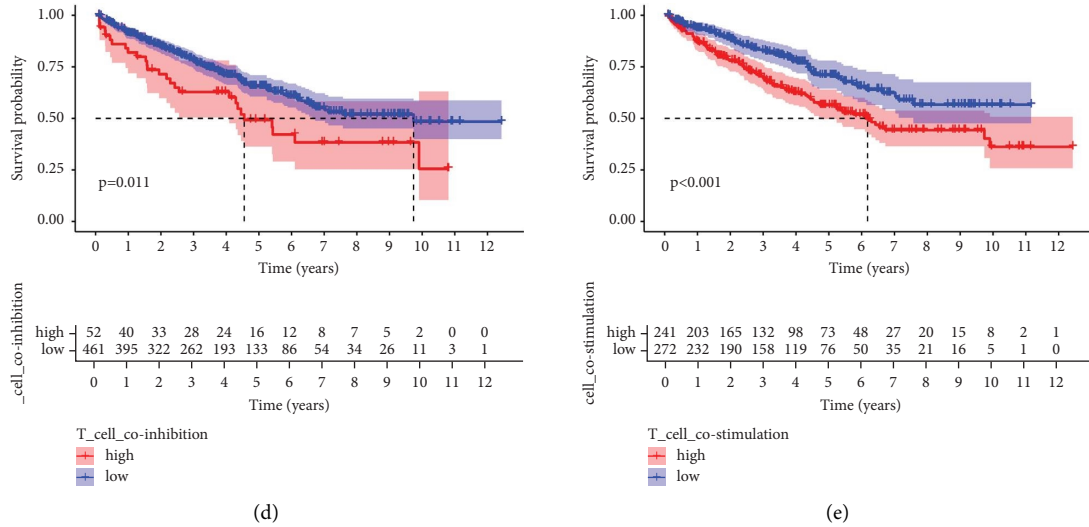 1.00
0.75
0.50
0.25
0.00
Survival probability
p=0.011
0 1 2 3 4 5 6 7 8 9 10 11 12
Time (years)
_cell_co-inhibition
high 52 40 33 28 24 16 12 8 7 5 2 0 0
low 461 395 322 262 193 133 86 54 34 26 11 3 1
0 1 2 3 4 5 6 7 8 9 10 11 12
Time (years)
T_cell_co-inhibition
high
low
(d)
1.00
0.75
0.50
0.25
0.00
Survival probability
p<0.001
0 1 2 3 4 5 6 7 8 9 10 11 12
Time (years)
cell_co-stimulation
high 241 203 165 132 98 73 48 27 20 15 8 2 1
low 272 232 190 158 119 76 50 35 21 16 5 1 0
0 1 2 3 4 5 6 7 8 9 10 11 12
Time (years)
T_cell_co-stimulation
high
low
(e)